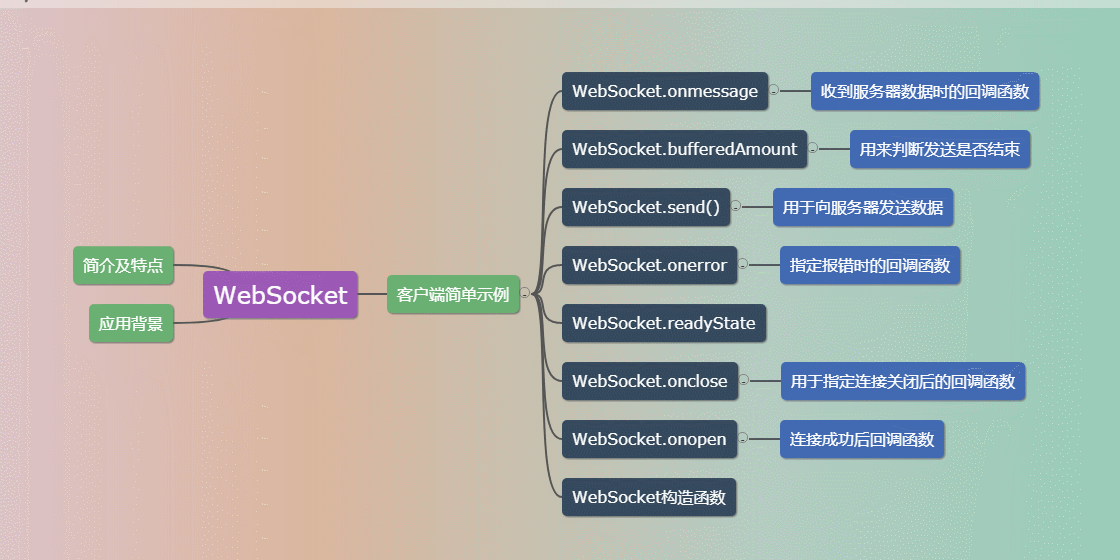 WebSocket.onmessage
收到服务器数据时的回调函数
WebSocket.bufferedAmount
用来判断发送是否结束
WebSocket.send()
用于向服务器发送数据
简介及特点
WebSocket.onerror
指定报错时的回调函数
WebSocket
客户端简单示例
应用背景
WebSocket.readyState
WebSocket.onclose
用于指定连接关闭后的回调函数
WebSocket.onopen
连接成功后回调函数
WebSocket构造函数